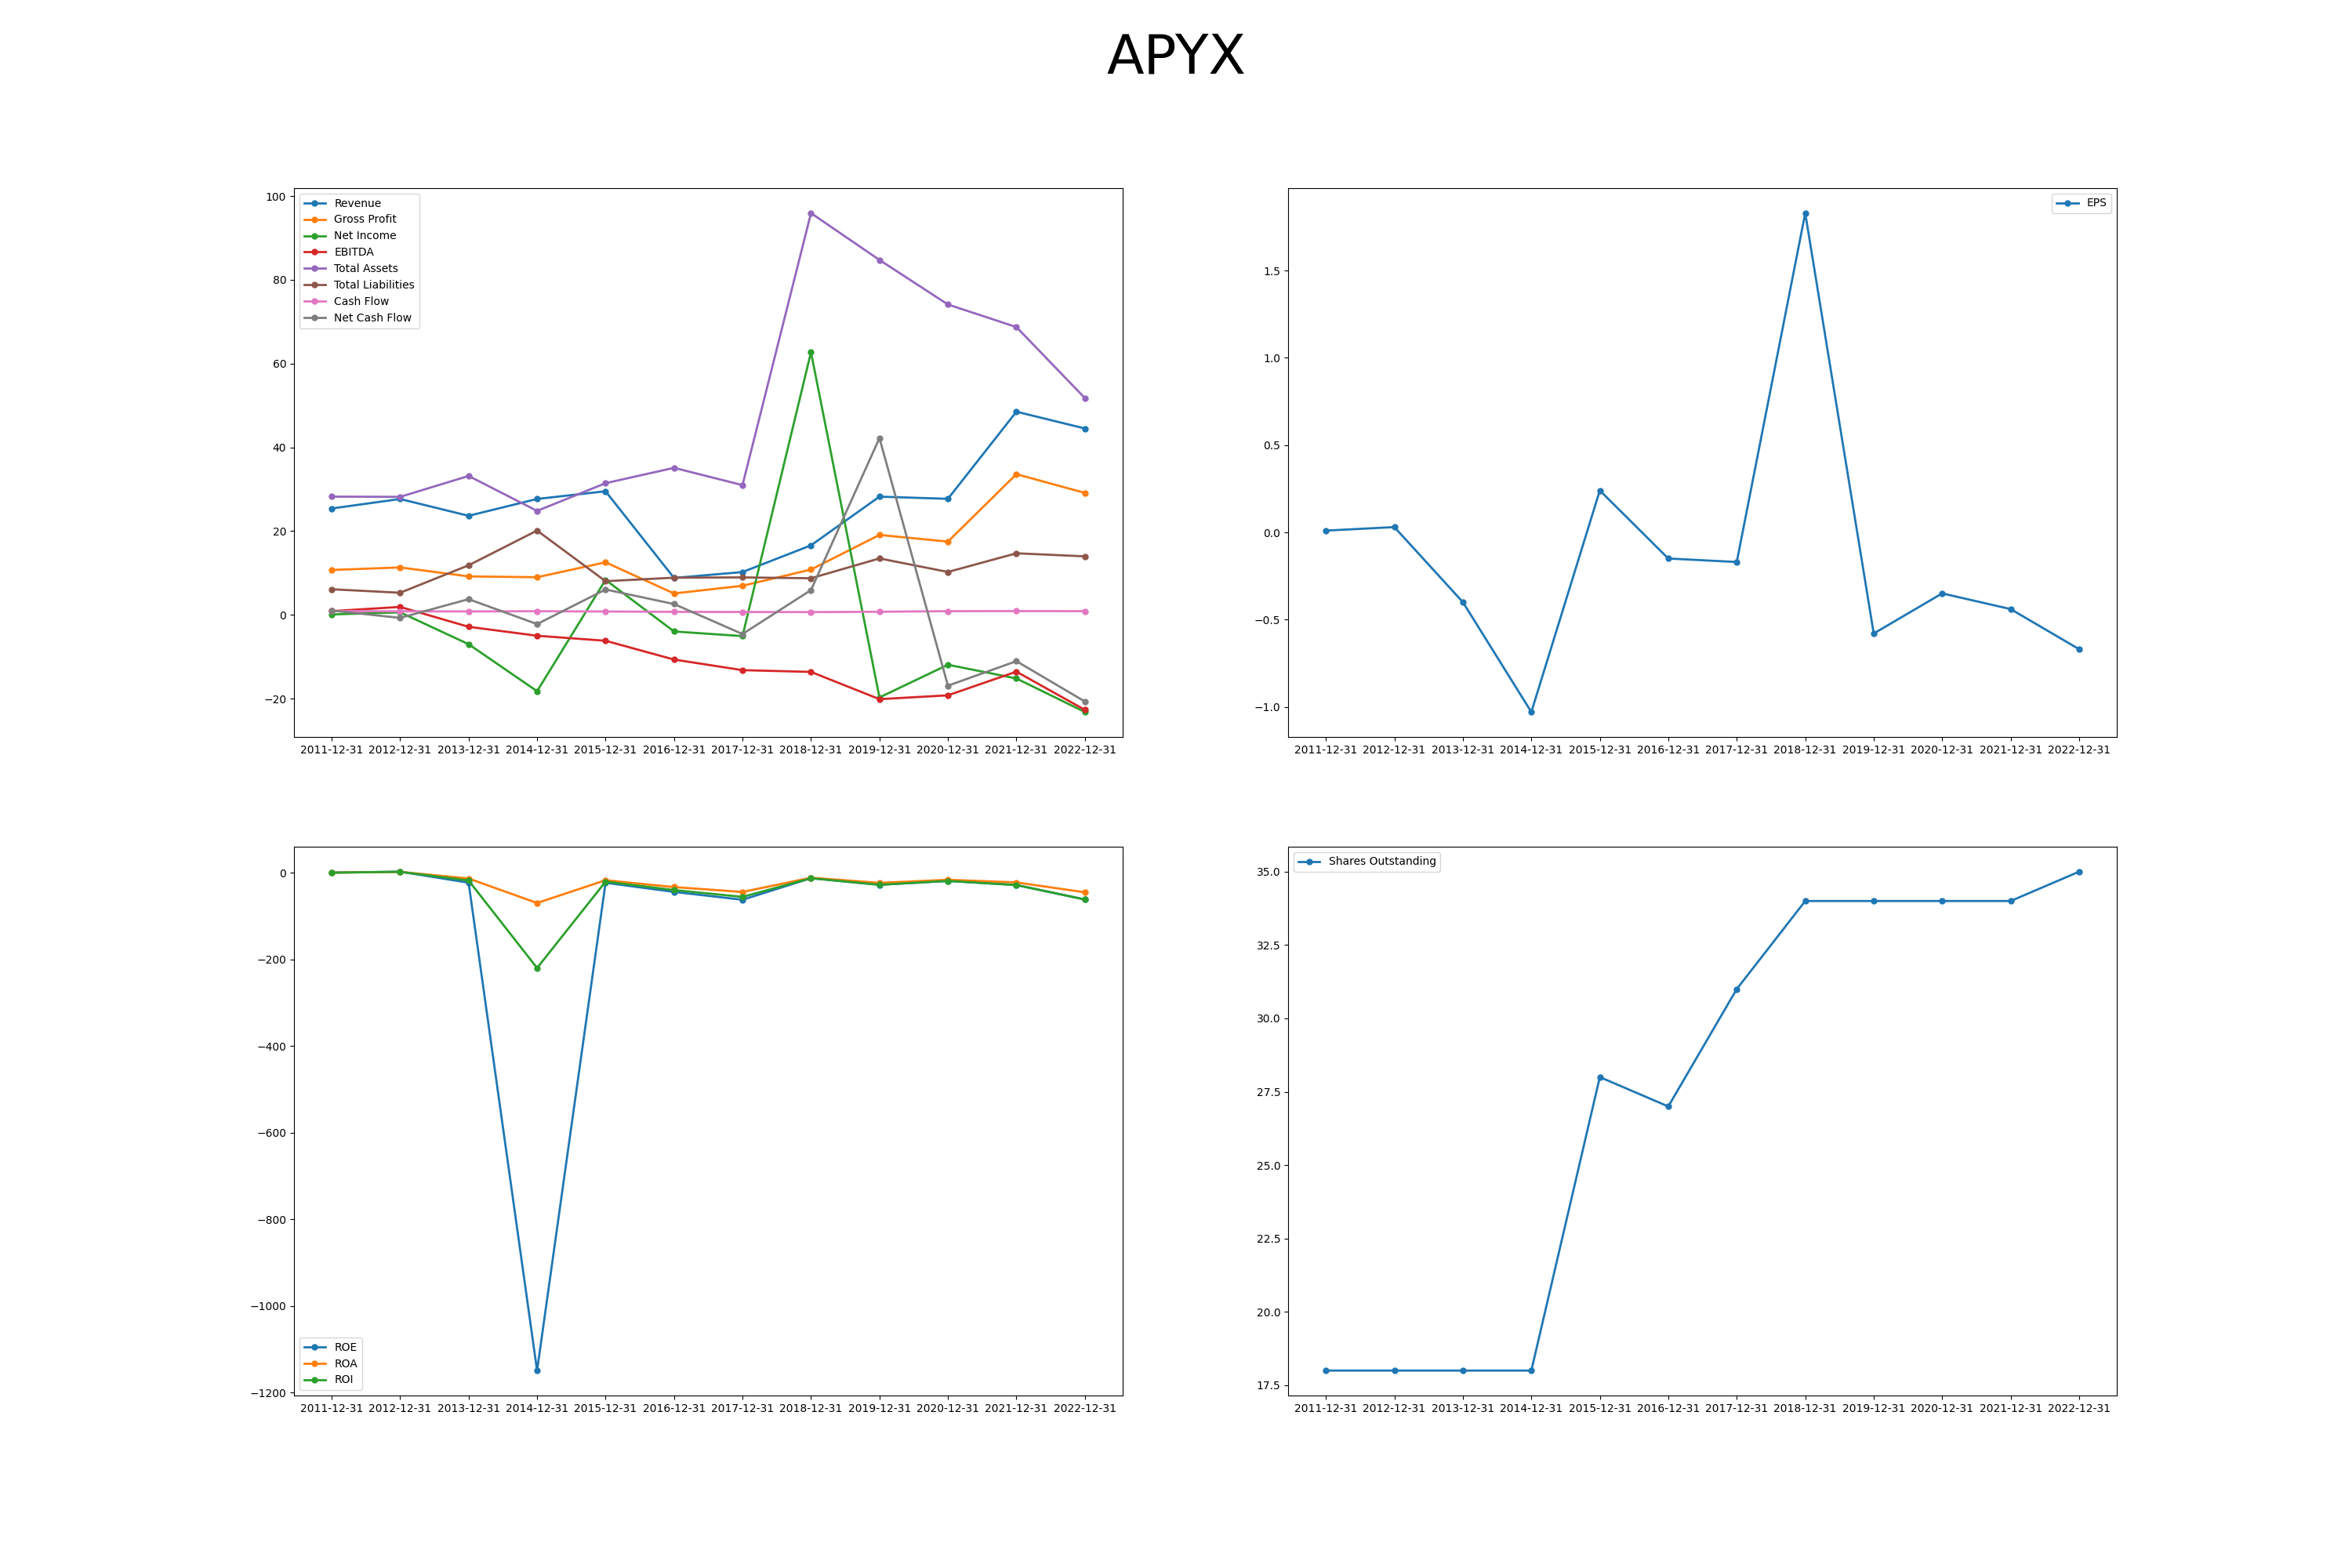 APYX
100
80
60
40
20
0
−20
Revenue
Gross Profit
Net Income
EBITDA
Total Assets
Total Liabilities
Cash Flow
Net Cash Flow
2011-12-31 2012-12-31 2013-12-31 2014-12-31 2015-12-31 2016-12-31 2017-12-31 2018-12-31 2019-12-31 2020-12-31 2021-12-31 2022-12-31
EPS
1.5
1.0
0.5
0.0
−0.5
−1.0
2011-12-31 2012-12-31 2013-12-31 2014-12-31 2015-12-31 2016-12-31 2017-12-31 2018-12-31 2019-12-31 2020-12-31 2021-12-31 2022-12-31
0
−200
−400
−600
−800
−1000
−1200
ROE
ROA
ROI
2011-12-31 2012-12-31 2013-12-31 2014-12-31 2015-12-31 2016-12-31 2017-12-31 2018-12-31 2019-12-31 2020-12-31 2021-12-31 2022-12-31
Shares Outstanding
35.0
32.5
30.0
27.5
25.0
22.5
20.0
17.5
2011-12-31 2012-12-31 2013-12-31 2014-12-31 2015-12-31 2016-12-31 2017-12-31 2018-12-31 2019-12-31 2020-12-31 2021-12-31 2022-12-31